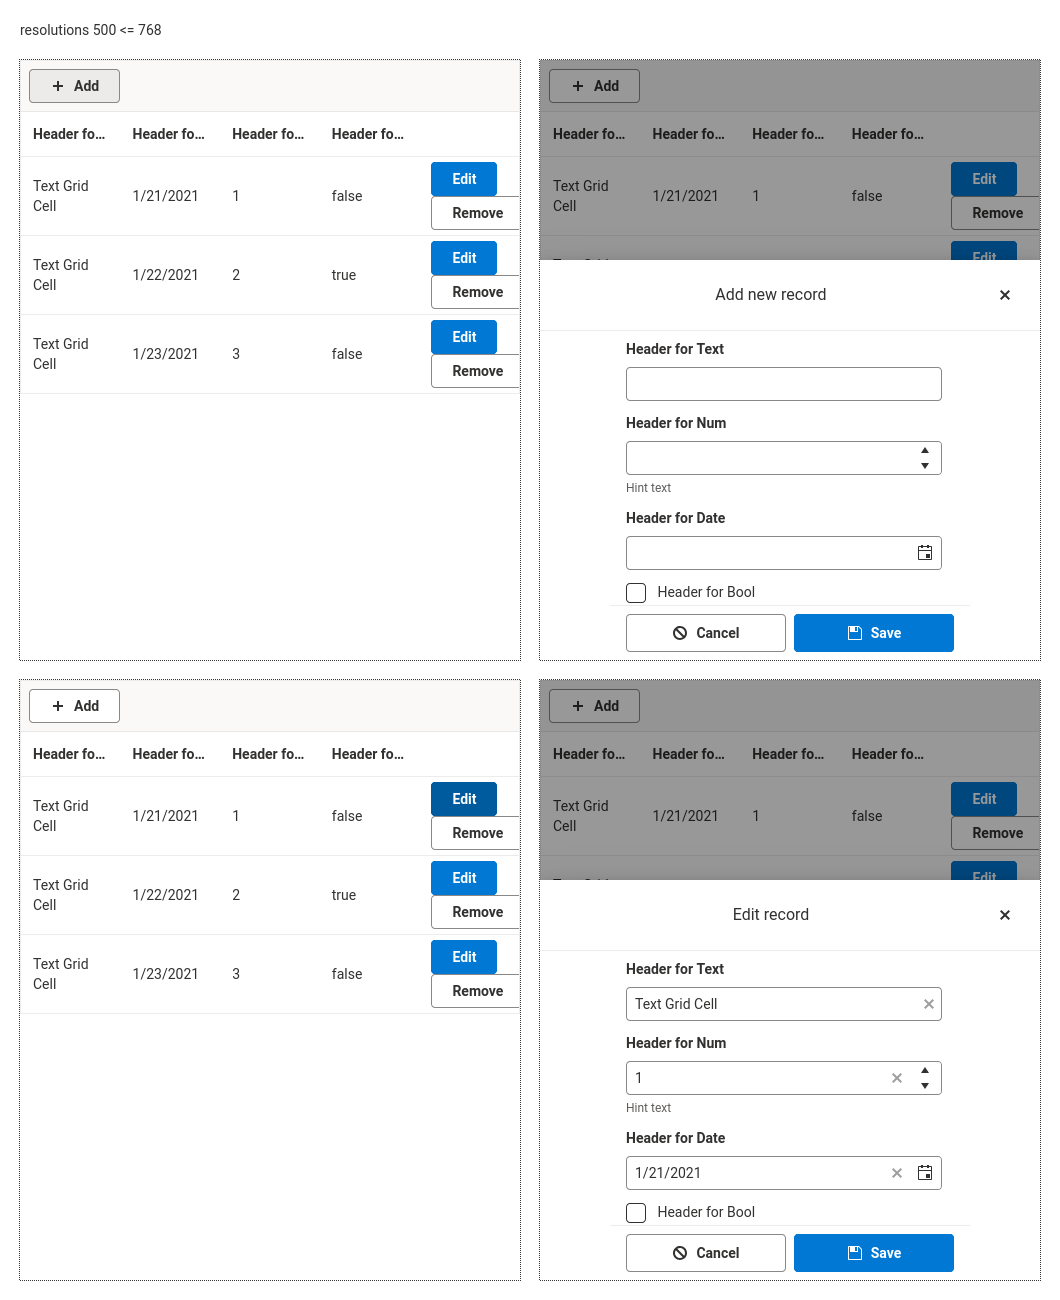 resolutions 500 <= 768
Add
Header fo... Header fo... Header fo... Header fo...
Text Grid Cell 1/21/2021 1 false Edit Remove
Text Grid Cell 1/22/2021 2 true Edit Remove
Text Grid Cell 1/23/2021 3 false Edit Remove
Add
Header fo... Header fo... Header fo... Header fo...
Text Grid Cell 1/21/2021 1 false Edit Remove
Edit
Add new record
Header for Text
Header for Num
Hint text
Header for Date
Header for Bool
Cancel Save
Add
Header fo... Header fo... Header fo... Header fo...
Text Grid Cell 1/21/2021 1 false Edit Remove
Text Grid Cell 1/22/2021 2 true Edit Remove
Text Grid Cell 1/23/2021 3 false Edit Remove
Add
Header fo... Header fo... Header fo... Header fo...
Text Grid Cell 1/21/2021 1 false Edit Remove
Edit
Edit record
Header for Text
Text Grid Cell
Header for Num
1
Hint text
Header for Date
1/21/2021
Header for Bool
Cancel Save